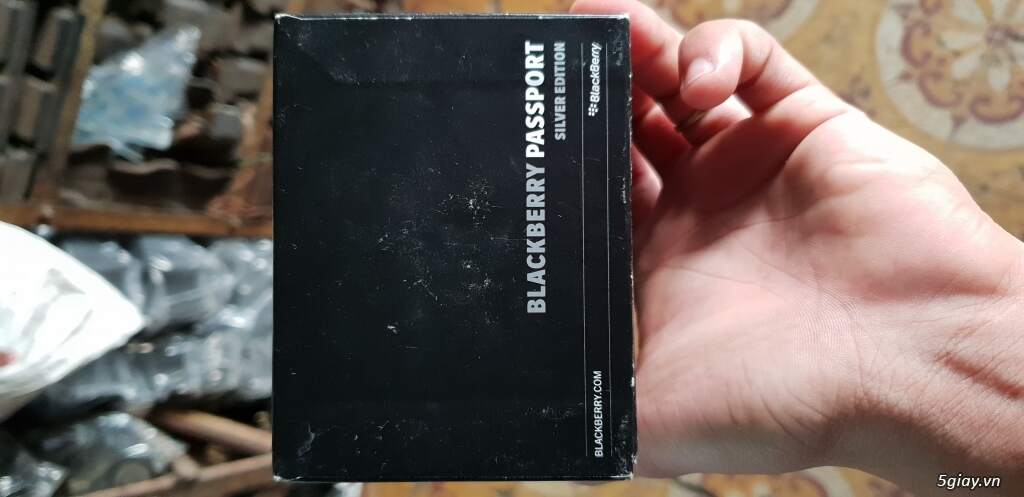 BLACKBERRY PASSPORT
SILVER EDITION
BLACKBERRY.COM
BlackBerry
5giay.vn